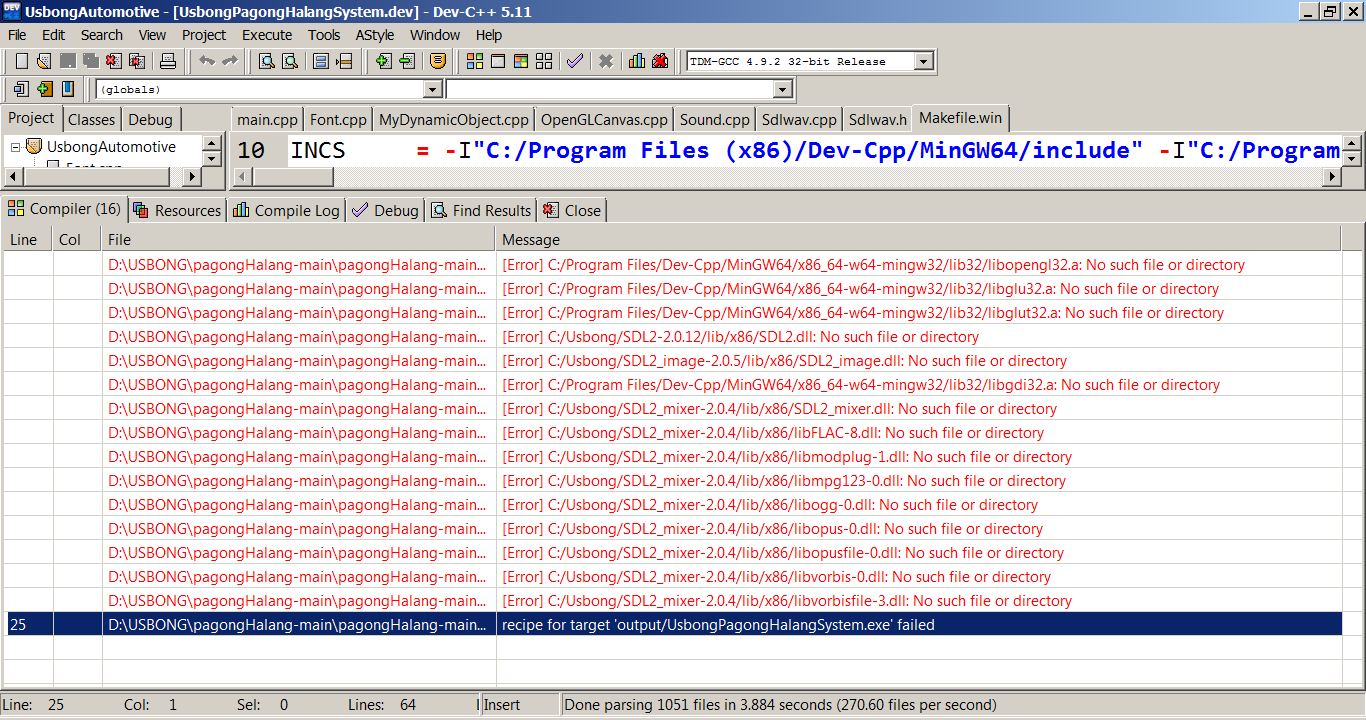 UsbongAutomotive - [UsbongPagongHalangSystem.dev] - Dev-C++ 5.11
File Edit Search View Project Execute Tools AStyle Window Help
TDM-GCC 4.9.2 32-bit Release
(globals)
Project Classes Debug main.cpp Font.cpp MyDynamicObject.cpp OpenGLCanvas.cpp Sound.cpp Sdlwav.cpp Sdlwav.h Makefile.win
UsbongAutomotive
Font.cpp
10 INCS = -I"C:/Program Files (x86)/Dev-Cpp/MinGW64/include" -I"C:/Program
Compiler (16) Resources Compile Log Debug Find Results Close
Line Col File Message
D:\USBONG\pagongHalang-main\pagongHalang-main... [Error] C:/Program Files/Dev-Cpp/MinGW64/x86_64-w64-mingw32/lib32/libopengl32.a: No such file or directory
D:\USBONG\pagongHalang-main\pagongHalang-main... [Error] C:/Program Files/Dev-Cpp/MinGW64/x86_64-w64-mingw32/lib32/libglu32.a: No such file or directory
D:\USBONG\pagongHalang-main\pagongHalang-main... [Error] C:/Program Files/Dev-Cpp/MinGW64/x86_64-w64-mingw32/lib32/libglut32.a: No such file or directory
D:\USBONG\pagongHalang-main\pagongHalang-main... [Error] C:/Usbong/SDL2-2.0.12/lib/x86/SDL2.dll: No such file or directory
D:\USBONG\pagongHalang-main\pagongHalang-main... [Error] C:/Usbong/SDL2_image-2.0.5/lib/x86/SDL2_image.dll: No such file or directory
D:\USBONG\pagongHalang-main\pagongHalang-main... [Error] C:/Program Files/Dev-Cpp/MinGW64/x86_64-w64-mingw32/lib32/libgdi32.a: No such file or directory
D:\USBONG\pagongHalang-main\pagongHalang-main... [Error] C:/Usbong/SDL2_mixer-2.0.4/lib/x86/SDL2_mixer.dll: No such file or directory
D:\USBONG\pagongHalang-main\pagongHalang-main... [Error] C:/Usbong/SDL2_mixer-2.0.4/lib/x86/libFLAC-8.dll: No such file or directory
D:\USBONG\pagongHalang-main\pagongHalang-main... [Error] C:/Usbong/SDL2_mixer-2.0.4/lib/x86/libmodplug-1.dll: No such file or directory
D:\USBONG\pagongHalang-main\pagongHalang-main... [Error] C:/Usbong/SDL2_mixer-2.0.4/lib/x86/libmpg123-0.dll: No such file or directory
D:\USBONG\pagongHalang-main\pagongHalang-main... [Error] C:/Usbong/SDL2_mixer-2.0.4/lib/x86/libogg-0.dll: No such file or directory
D:\USBONG\pagongHalang-main\pagongHalang-main... [Error] C:/Usbong/SDL2_mixer-2.0.4/lib/x86/libopus-0.dll: No such file or directory
D:\USBONG\pagongHalang-main\pagongHalang-main... [Error] C:/Usbong/SDL2_mixer-2.0.4/lib/x86/libopusfile-0.dll: No such file or directory
D:\USBONG\pagongHalang-main\pagongHalang-main... [Error] C:/Usbong/SDL2_mixer-2.0.4/lib/x86/libvorbis-0.dll: No such file or directory
D:\USBONG\pagongHalang-main\pagongHalang-main... [Error] C:/Usbong/SDL2_mixer-2.0.4/lib/x86/libvorbisfile-3.dll: No such file or directory
25 D:\USBONG\pagongHalang-main\pagongHalang-main... recipe for target 'output/UsbongPagongHalangSystem.exe' failed
Line: 25 Col: 1 Sel: 0 Lines: 64 Insert Done parsing 1051 files in 3.884 seconds (270.60 files per second)